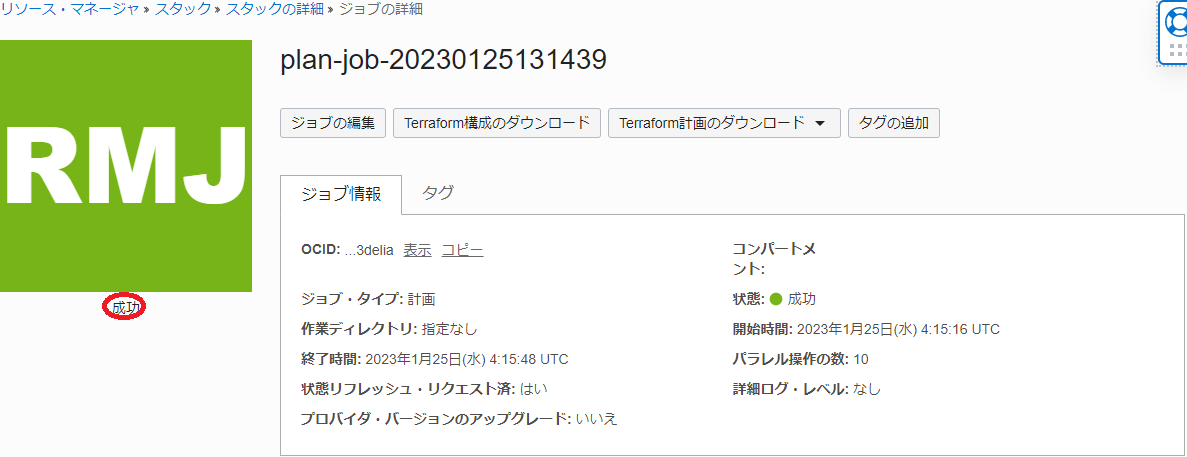 リソース・マネージャ » スタック » スタックの詳細 » ジョブの詳細
RMJ
成功
plan-job-20230125131439
ジョブの編集 Terraform構成のダウンロード Terraform計画のダウンロード タグの追加
ジョブ情報 タグ
OCID: ...3delia 表示 コピー
コンパートメ
ント:
ジョブ・タイプ: 計画
状態: 成功
作業ディレクトリ: 指定なし
開始時間: 2023年1月25日(水) 4:15:16 UTC
終了時間: 2023年1月25日(水) 4:15:48 UTC
パラレル操作の数: 10
状態リフレッシュ・リクエスト済: はい
詳細ログ・レベル: なし
プロバイダ・バージョンのアップグレード: いいえ